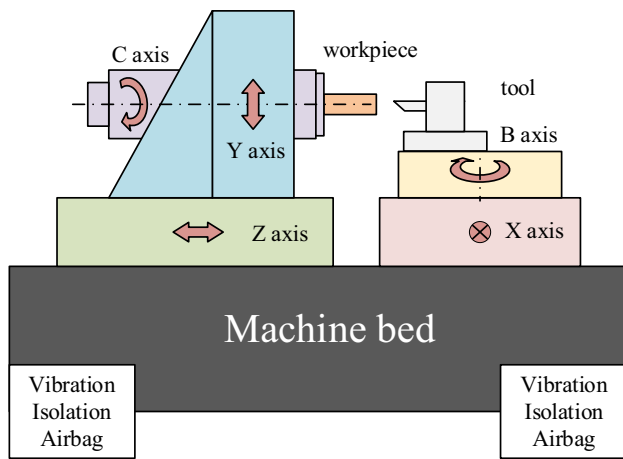 C axis
workpiece
tool
Y axis
B axis
Z axis
X axis
Machine bed
Vibration
Isolation
Airbag
Vibration
Isolation
Airbag